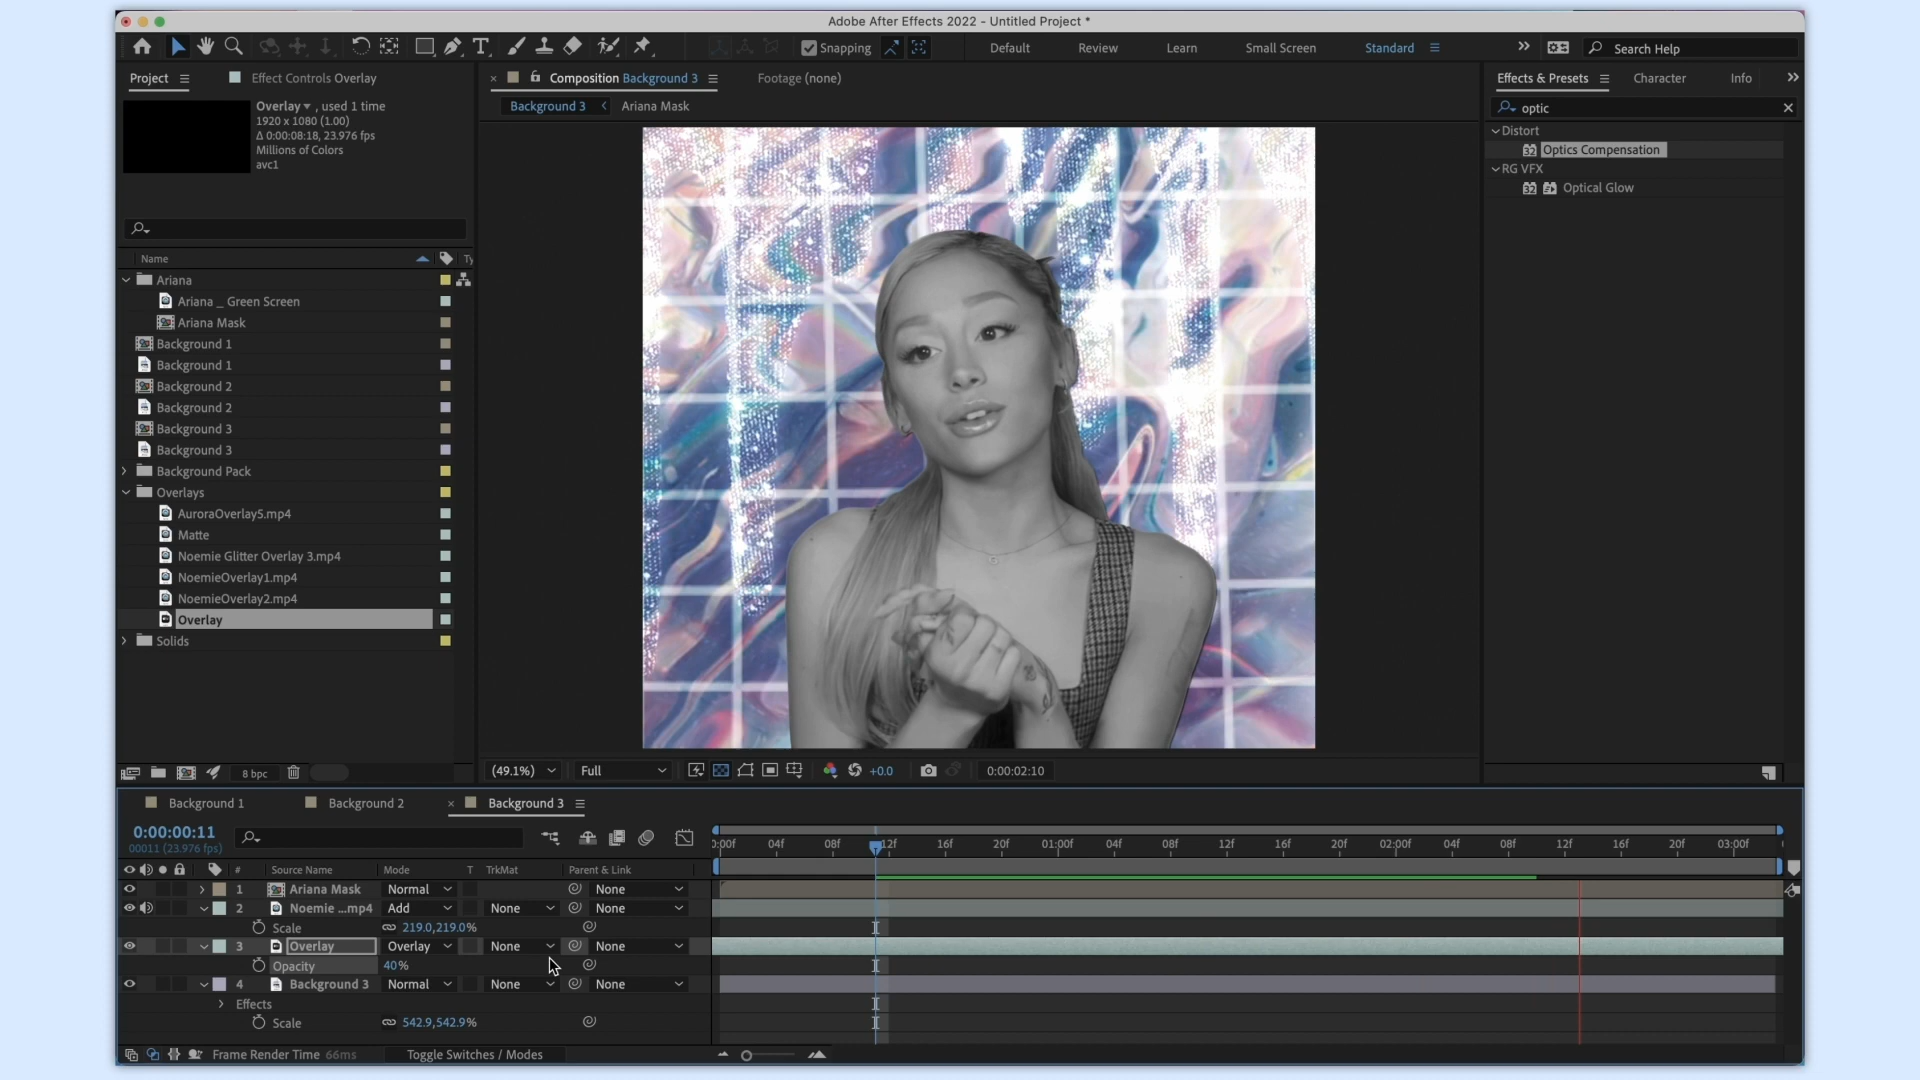 Adobe After Effects 2022 - Untitled Project *
Snapping
Default
Review
Learn
Small Screen
Standard
Search Help
Project
Effect Controls Overlay
Composition Background 3
Footage (none)
Effects & Presets
Character
Info
Overlay , used 1 time
1920 x 1080 (1.00)
Δ 0:00:08:18, 23.976 fps
Millions of Colors
avc1
Background 3
Ariana Mask
optic
Distort
Optics Compensation
RG VFX
Optical Glow
Name
Ty
Ariana
Ariana _ Green Screen
Ariana Mask
Background 1
Background 1
Background 2
Background 2
Background 3
Background 3
Background Pack
Overlays
AuroraOverlay5.mp4
Matte
Noemie Glitter Overlay 3.mp4
NoemieOverlay1.mp4
NoemieOverlay2.mp4
Overlay
Solids
8 bpc
(49.1%)
Full
+0.0
0:00:02:10
Background 1
Background 2
Background 3
0:00:00:11
00011 (23.976 fps)
0:00f 04f 08f 12f 16f 20f 01:00f 04f 08f 12f 16f 20f 02:00f 04f 08f 12f 16f 20f 03:00f
# Source Name Mode T TrkMat Parent & Link
1 Ariana Mask Normal None
2 Noemie ...mp4 Add None None
Scale 219.0,219.0%
3 Overlay Overlay None None
Opacity 40%
4 Background 3 Normal None None
Effects
Scale 542.9,542.9%
Frame Render Time 66ms
Toggle Switches / Modes